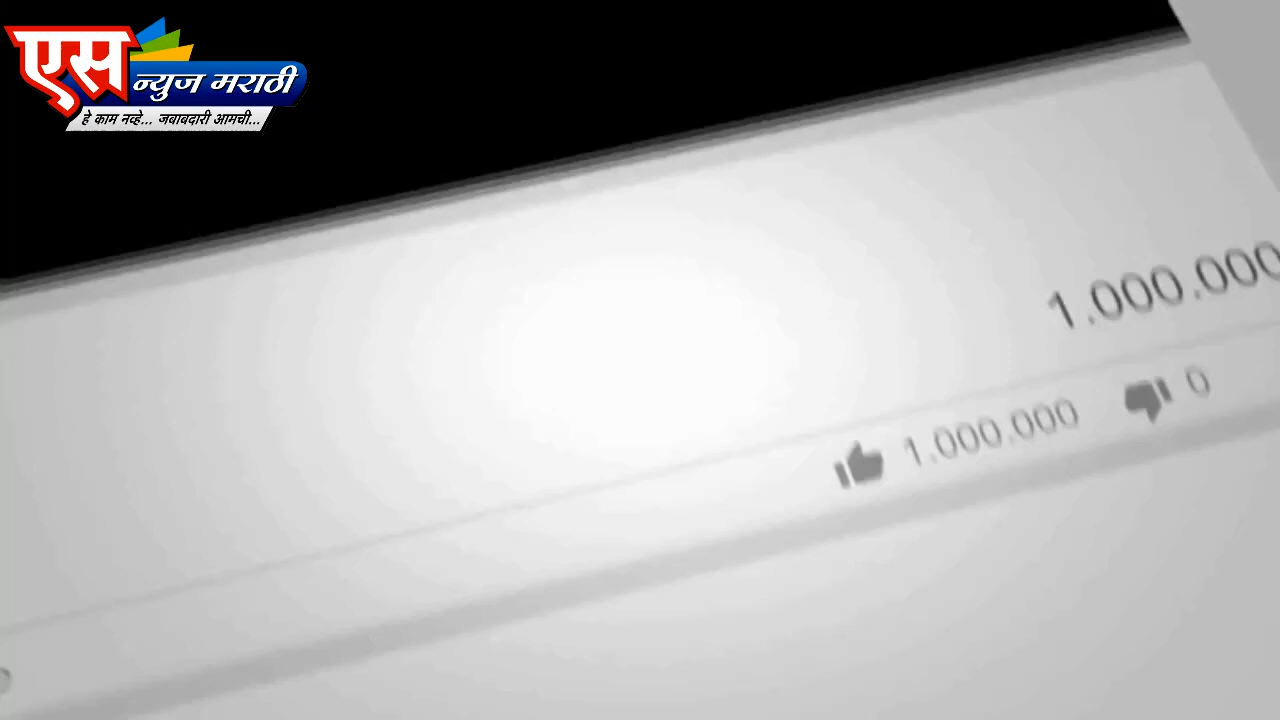 एस
न्युज मराठी
हे काम नव्हे... जबाबदारी आमची...
1.000.000
1.000.000 0